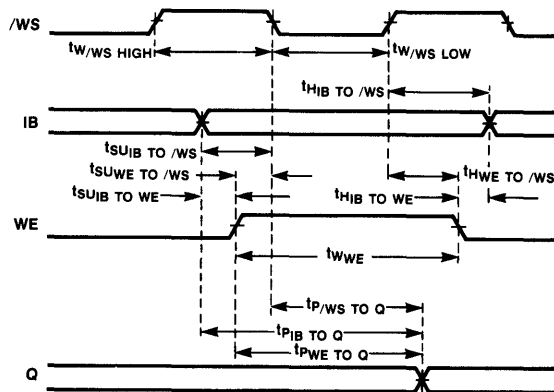 /WS
tW/WS HIGH
tW/WS LOW
tHIB TO /WS
IB
tSUIB TO /WS
tSUWE TO /WS
tHWE TO /WS
tSUIB TO WE
tHIB TO WE
WE
tWWE
tP/WS TO Q
tPIB TO Q
tPWE TO Q
Q